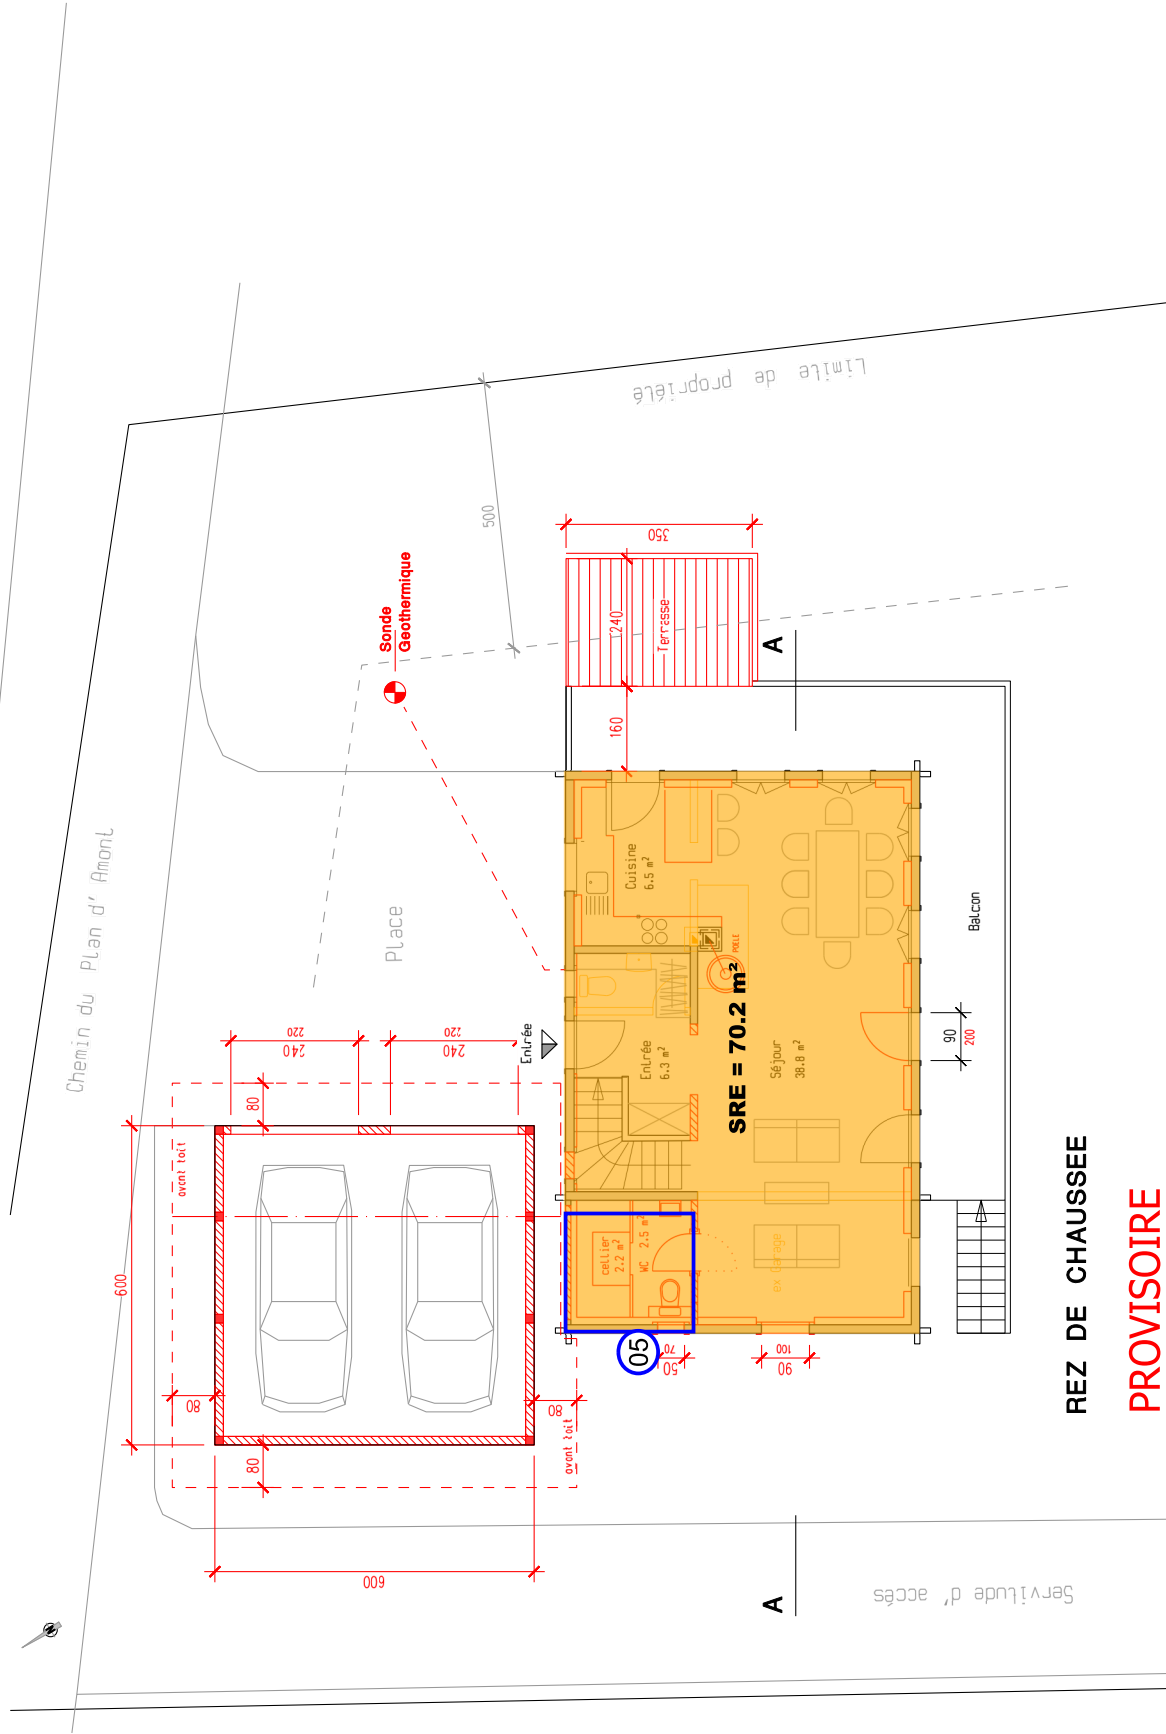 Chemin du Plan d' Amont
Limite de propriété
500
Sonde
Geothermique
Place
350
240
Terrasse
160
A
Cuisine
6.5 m²
POELE
Entrée
Entrée
6.3 m²
SRE = 70.2 m²
Séjour
38.8 m²
Balcon
90
200
220
240
220
240
80
avant toit
600
80
80
80
avant toit
600
cellier
2.2 m²
WC 2.5 m²
ex Garage
05
70
50
100
90
A
Servitude d' accés
N
REZ DE CHAUSSEE
PROVISOIRE